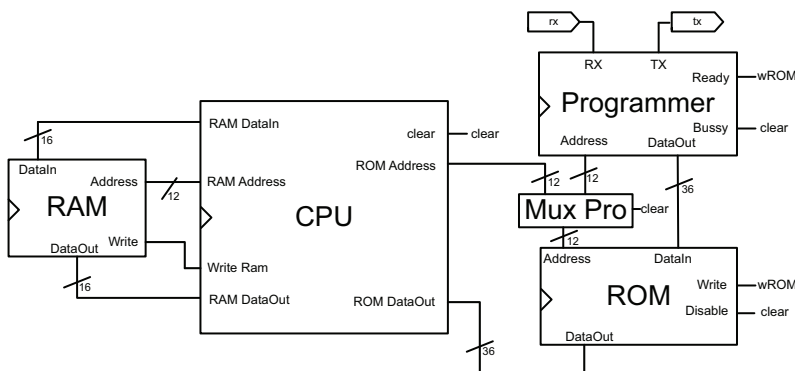 rx
tx
RX
TX
Ready
wROM
Programmer
Bussy
clear
Address
DataOut
16
RAM DataIn
clear
clear
ROM Address
DataIn
Address
12
RAM Address
RAM
CPU
12
12
36
Mux Pro
clear
12
DataOut
Write
Write Ram
16
RAM DataOut
ROM DataOut
36
Address
DataIn
Write
wROM
ROM
Disable
clear
DataOut